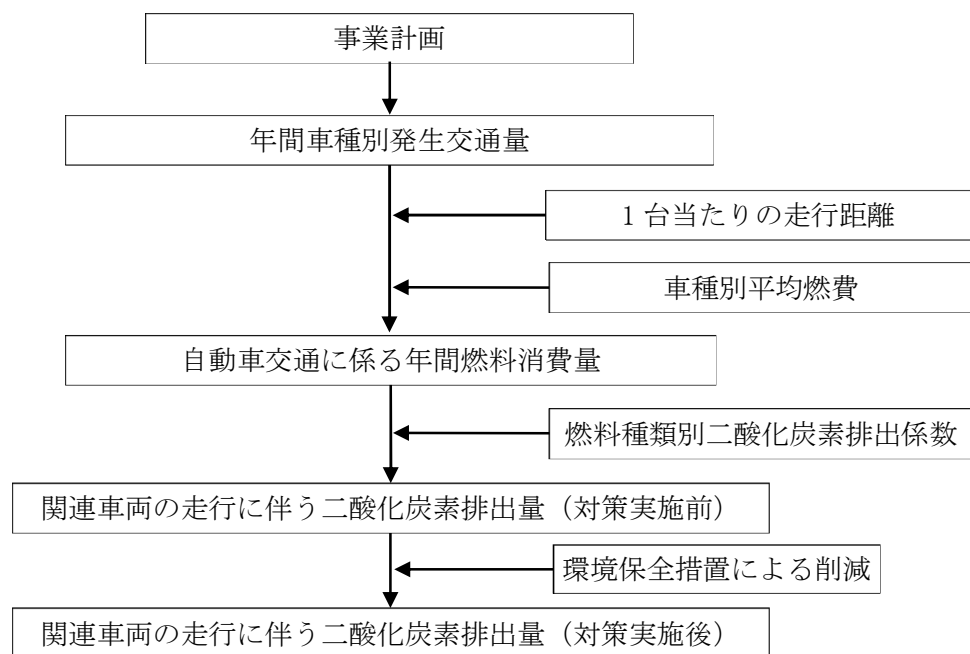 事業計画
年間車種別発生交通量
1台当たりの走行距離
車種別平均燃費
自動車交通に係る年間燃料消費量
燃料種類別二酸化炭素排出係数
関連車両の走行に伴う二酸化炭素排出量（対策実施前）
環境保全措置による削減
関連車両の走行に伴う二酸化炭素排出量（対策実施後）